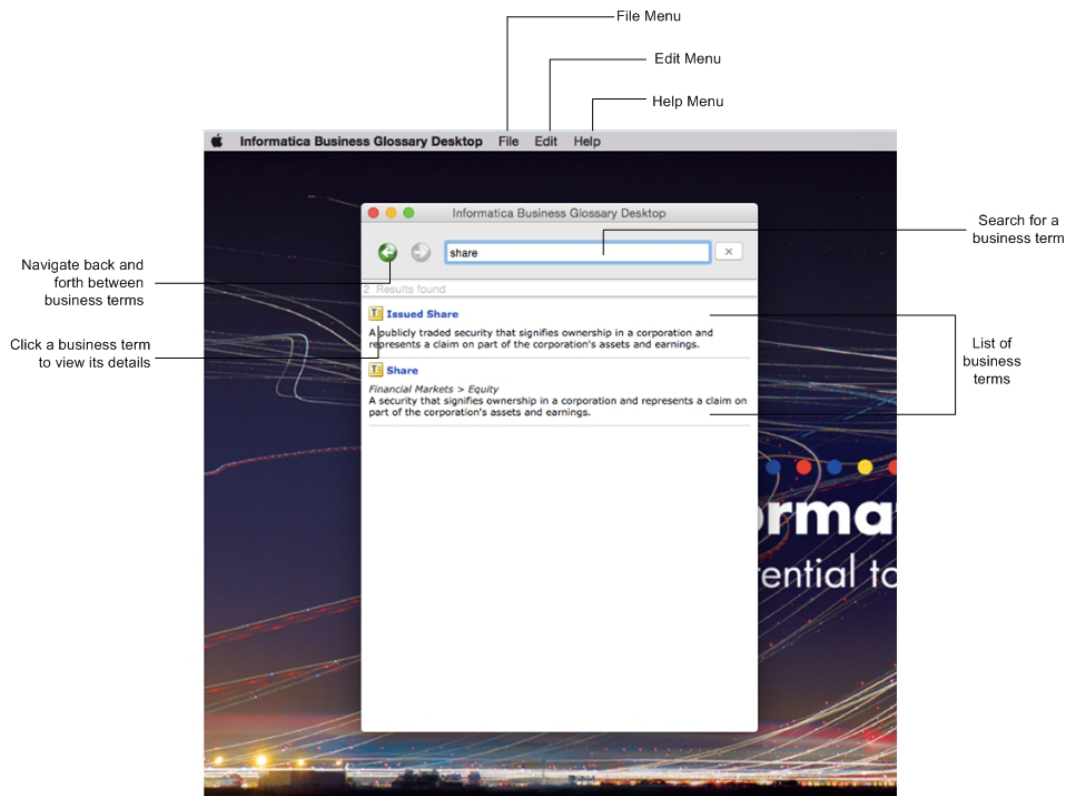 File Menu
Edit Menu
Help Menu
Informatica Business Glossary Desktop File Edit Help
Informatica Business Glossary Desktop
Search for a
business term
share
Navigate back and
forth between
business terms
2 Results found
Issued Share
A publicly traded security that signifies ownership in a corporation and
represents a claim on part of the corporation's assets and earnings.
Click a business term
to view its details
List of
business
terms
Share
Financial Markets > Equity
A security that signifies ownership in a corporation and represents a claim on
part of the corporation's assets and earnings.
orma
ential to